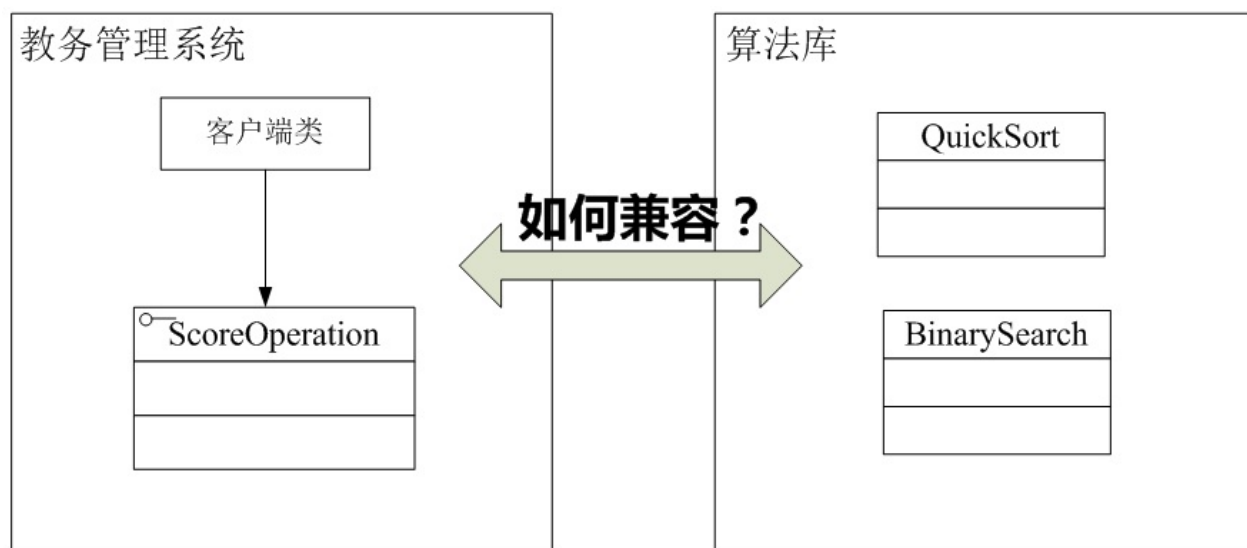 教务管理系统
客户端类
ScoreOperation
如何兼容？
算法库
QuickSort
BinarySearch